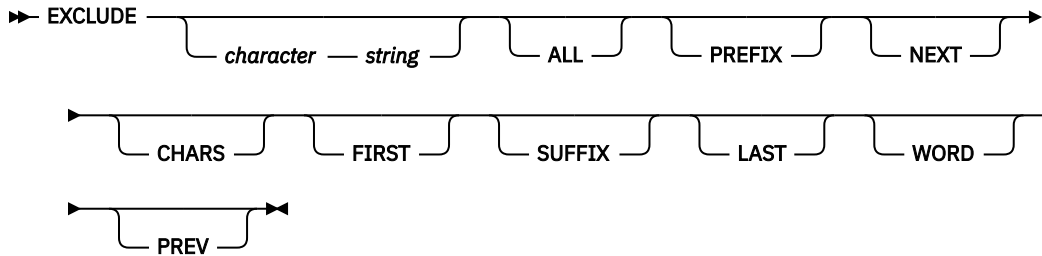 EXCLUDE
character string ALL PREFIX NEXT
CHARS FIRST SUFFIX LAST WORD
PREV